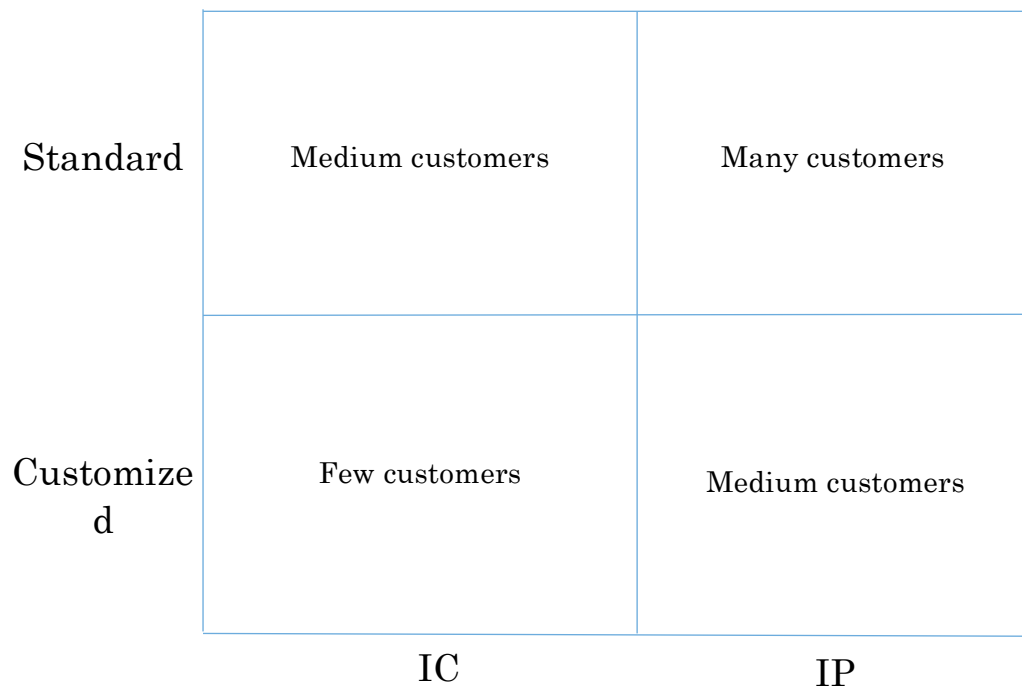 Standard
Medium customers
Many customers
Customize
d
Few customers
Medium customers
IC
IP